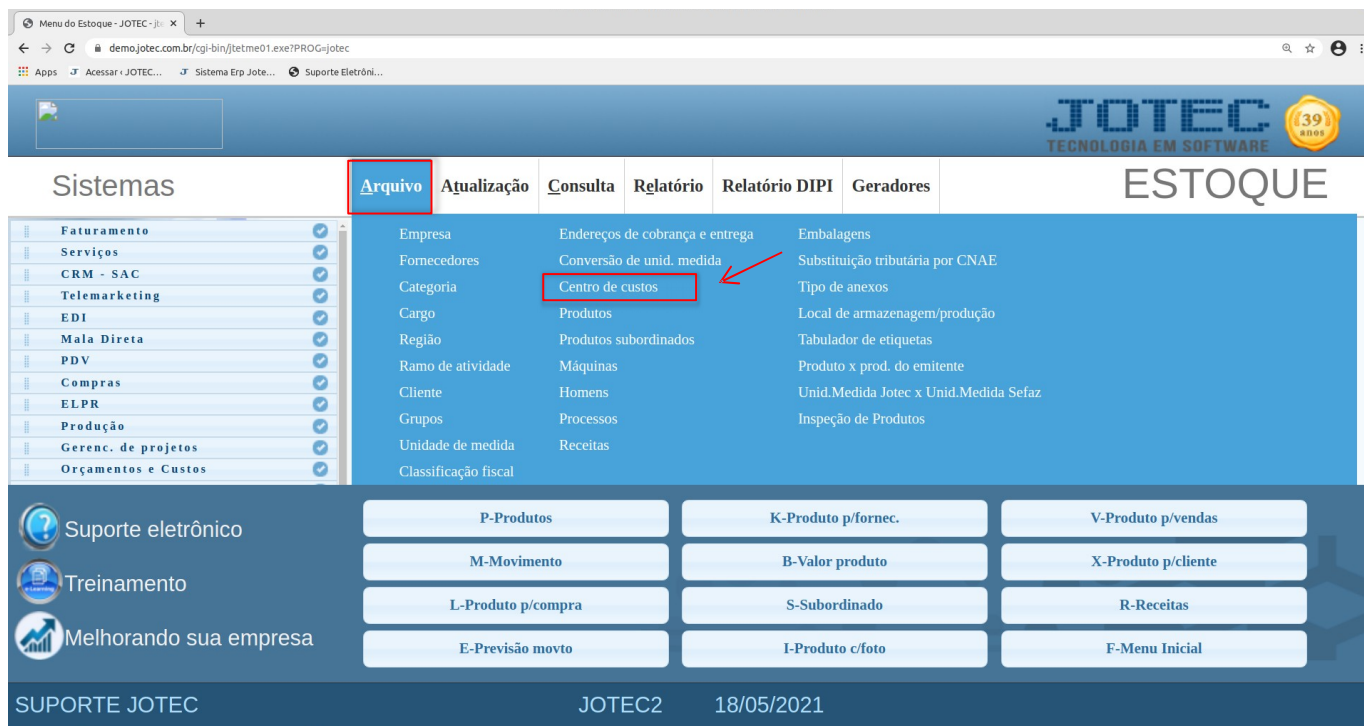 Menu do Estoque - JOTEC - jt
demo.jotec.com.br/cgi-bin/jtetme01.exe?PROG=jotec
Apps Acessar ‹ JOTEC... Sistema Erp Jote... Suporte Eletrôni...
JOTEC
39 anos
TECNOLOGIA EM SOFTWARE
Sistemas
Arquivo Atualização Consulta Relatório Relatório DIPI Geradores
ESTOQUE
Faturamento
Serviços
CRM - SAC
Telemarketing
EDI
Mala Direta
PDV
Compras
ELPR
Produção
Gerenc. de projetos
Orçamentos e Custos
Empresa
Fornecedores
Categoria
Cargo
Região
Ramo de atividade
Cliente
Grupos
Unidade de medida
Classificação fiscal
Endereços de cobrança e entrega
Conversão de unid. medida
Centro de custos
Produtos
Produtos subordinados
Máquinas
Homens
Processos
Receitas
Embalagens
Substituição tributária por CNAE
Tipo de anexos
Local de armazenagem/produção
Tabulador de etiquetas
Produto x prod. do emitente
Unid.Medida Jotec x Unid.Medida Sefaz
Inspeção de Produtos
Suporte eletrônico
Treinamento
Melhorando sua empresa
P-Produtos K-Produto p/fornec. V-Produto p/vendas
M-Movimento B-Valor produto X-Produto p/cliente
L-Produto p/compra S-Subordinado R-Receitas
E-Previsão movto I-Produto c/foto F-Menu Inicial
SUPORTE JOTEC JOTEC2 18/05/2021